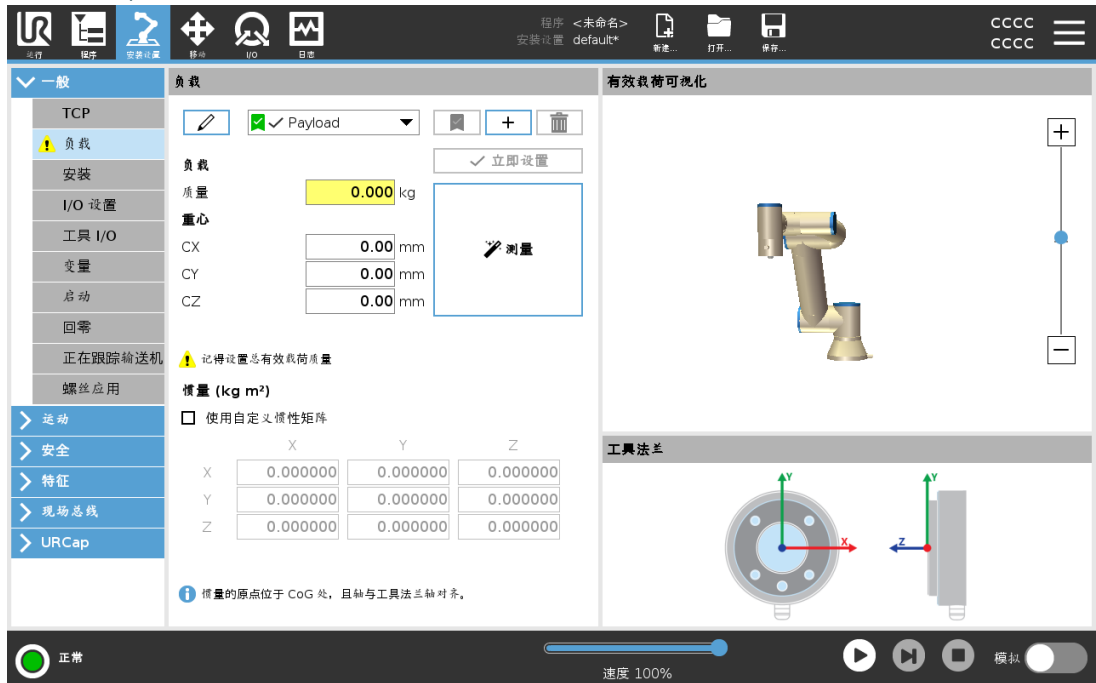 程序 <未命名>
安装设置 default*
CCCC
CCCC
运行 程序 安装设置 移动 I/O 日志 新建... 打开... 保存...
一般
TCP
负载
安装
I/O 设置
工具 I/O
变量
启动
回零
正在跟踪输送机
螺丝应用
运动
安全
特征
现场总线
URCap
负载
Payload
立即设置
负载
质量 0.000 kg
重心
CX 0.00 mm
CY 0.00 mm
CZ 0.00 mm
测量
记得设置总有效载荷质量
惯量 (kg m²)
使用自定义惯性矩阵
X Y Z
X 0.000000 0.000000 0.000000
Y 0.000000 0.000000 0.000000
Z 0.000000 0.000000 0.000000
惯量的原点位于 CoG 处，且轴与工具法兰轴对齐。
有效载荷可视化
工具法兰
Y
X
Y
Z
正常
速度 100%
模拟